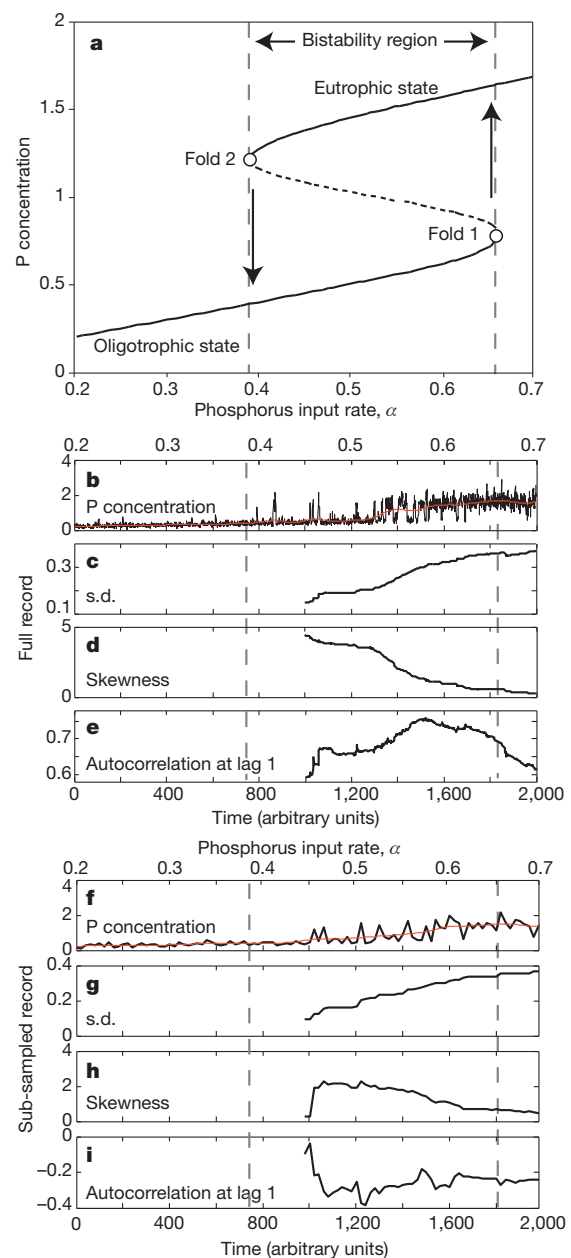 a
Bistability region
Eutrophic state
Fold 2
Fold 1
Oligotrophic state
P concentration
2
1.5
1
0.5
0
0.2 0.3 0.4 0.5 0.6 0.7
Phosphorus input rate, α
0.2 0.3 0.4 0.5 0.6 0.7
Full record
b
P concentration
4
2
0
c
s.d.
0.3
0.1
d
Skewness
5
0
e
Autocorrelation at lag 1
0.7
0.6
0 400 800 1,200 1,600 2,000
Time (arbitrary units)
Phosphorus input rate, α
0.2 0.3 0.4 0.5 0.6 0.7
Sub-sampled record
f
P concentration
4
2
0
g
s.d.
0.4
0.2
0
h
Skewness
4
2
0
i
Autocorrelation at lag 1
0
−0.2
−0.4
0 400 800 1,200 1,600 2,000
Time (arbitrary units)